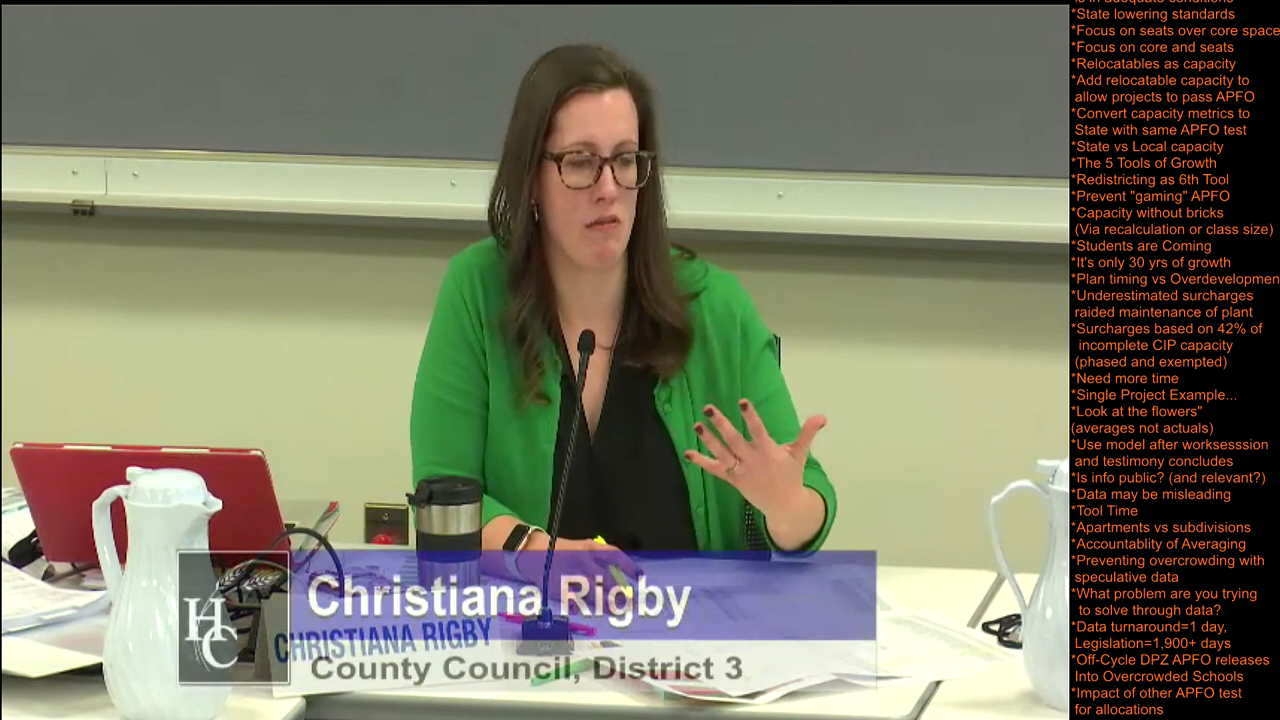 HC
Christiana Rigby
CHRISTIANA RIGBY
County Council, District 3
is in adequate conditions
*State lowering standards
*Focus on seats over core space
*Focus on core and seats
*Relocatables as capacity
*Add relocatable capacity to
allow projects to pass APFO
*Convert capacity metrics to
State with same APFO test
*State vs Local capacity
*The 5 Tools of Growth
*Redistricting as 6th Tool
*Prevent "gaming" APFO
*Capacity without bricks
(Via recalculation or class size)
*Students are Coming
*It's only 30 yrs of growth
*Plan timing vs Overdevelopmen
*Underestimated surcharges
raided maintenance of plant
*Surcharges based on 42% of
incomplete CIP capacity
(phased and exempted)
*Need more time
*Single Project Example...
*Look at the flowers"
(averages not actuals)
*Use model after worksesssion
and testimony concludes
*Is info public? (and relevant?)
*Data may be misleading
*Tool Time
*Apartments vs subdivisions
*Accountablity of Averaging
*Preventing overcrowding with
speculative data
*What problem are you trying
to solve through data?
*Data turnaround=1 day,
Legislation=1,900+ days
*Off-Cycle DPZ APFO releases
Into Overcrowded Schools
*Impact of other APFO test
for allocations